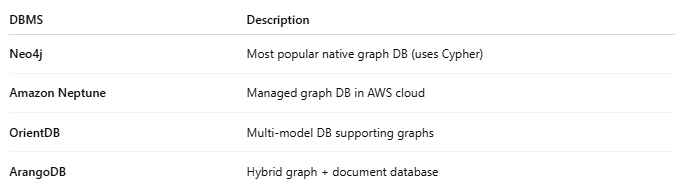 DBMS Description
Neo4j Most popular native graph DB (uses Cypher)
Amazon Neptune Managed graph DB in AWS cloud
OrientDB Multi-model DB supporting graphs
ArangoDB Hybrid graph + document database